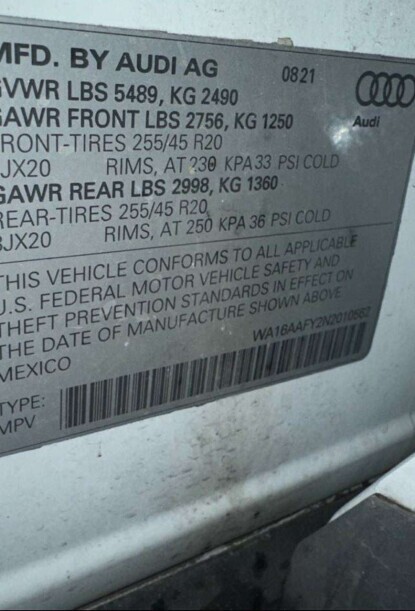 MFD. BY AUDI AG 0821
GVWR LBS 5489, KG 2490
GAWR FRONT LBS 2756, KG 1250
Audi
FRONT-TIRES 255/45 R20
8JX20 RIMS, AT 230 KPA 33 PSI COLD
GAWR REAR LBS 2998, KG 1360
REAR-TIRES 255/45 R20
8JX20 RIMS, AT 250 KPA 36 PSI COLD
THIS VEHICLE CONFORMS TO ALL APPLICABLE
U.S. FEDERAL MOTOR VEHICLE SAFETY AND
THEFT PREVENTION STANDARDS IN EFFECT ON
THE DATE OF MANUFACTURE SHOWN ABOVE
MEXICO
TYPE:
MPV